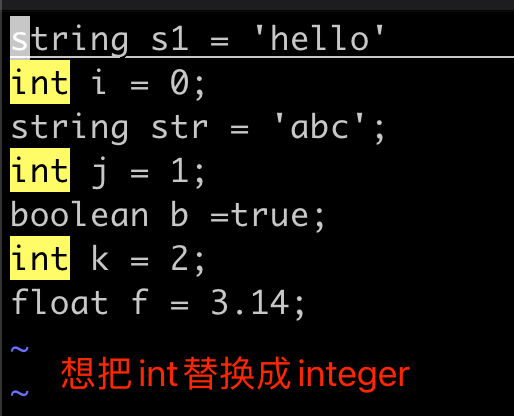 string s1 = 'hello'
int i = 0;
string str = 'abc';
int j = 1;
boolean b =true;
int k = 2;
float f = 3.14;
~
想把int替换成integer
~